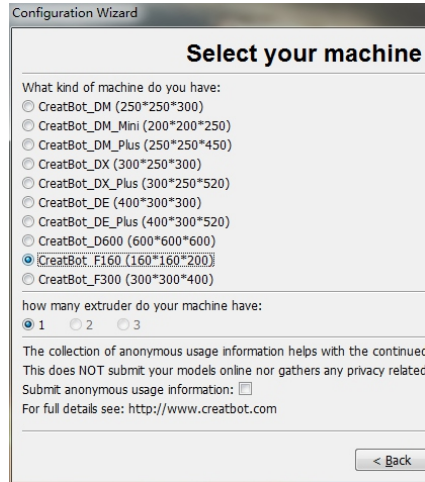 Configuration Wizard
Select your machine
What kind of machine do you have:
CreatBot_DM (250*250*300)
CreatBot_DM_Mini (200*200*250)
CreatBot_DM_Plus (250*250*450)
CreatBot_DX (300*250*300)
CreatBot_DX_Plus (300*250*520)
CreatBot_DE (400*300*300)
CreatBot_DE_Plus (400*300*520)
CreatBot_D600 (600*600*600)
CreatBot_F160 (160*160*200)
CreatBot_F300 (300*300*400)
how many extruder do your machine have:
1 2 3
The collection of anonymous usage information helps with the continued
This does NOT submit your models online nor gathers any privacy related
Submit anonymous usage information:
For full details see: http://www.creatbot.com
< Back